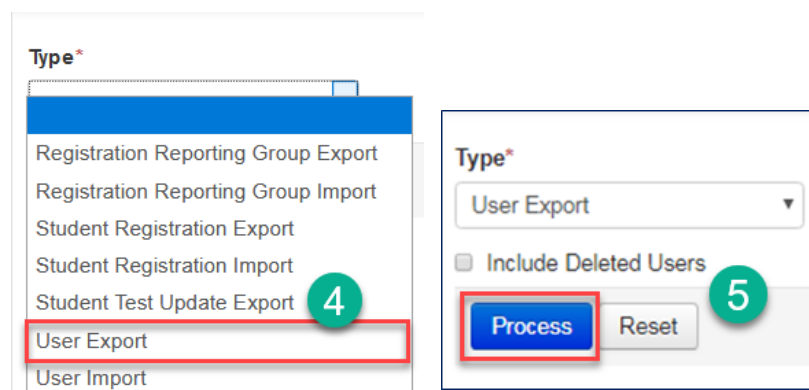 Type*
Registration Reporting Group Export
Registration Reporting Group Import
Student Registration Export
Student Registration Import
Student Test Update Export
4
User Export
User Import
Type*
User Export
Include Deleted Users
5
Process Reset